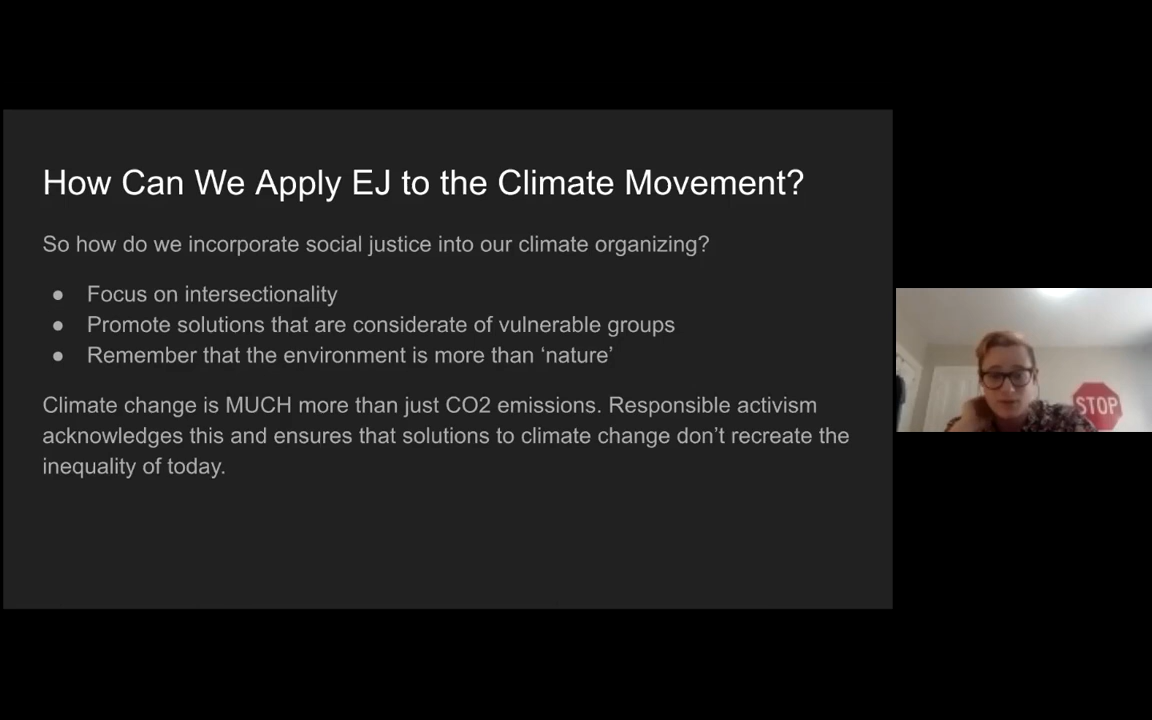 How Can We Apply EJ to the Climate Movement?
So how do we incorporate social justice into our climate organizing?
● Focus on intersectionality
● Promote solutions that are considerate of vulnerable groups
● Remember that the environment is more than ‘nature’
Climate change is MUCH more than just CO2 emissions. Responsible activism
acknowledges this and ensures that solutions to climate change don’t recreate the
inequality of today.
STOP